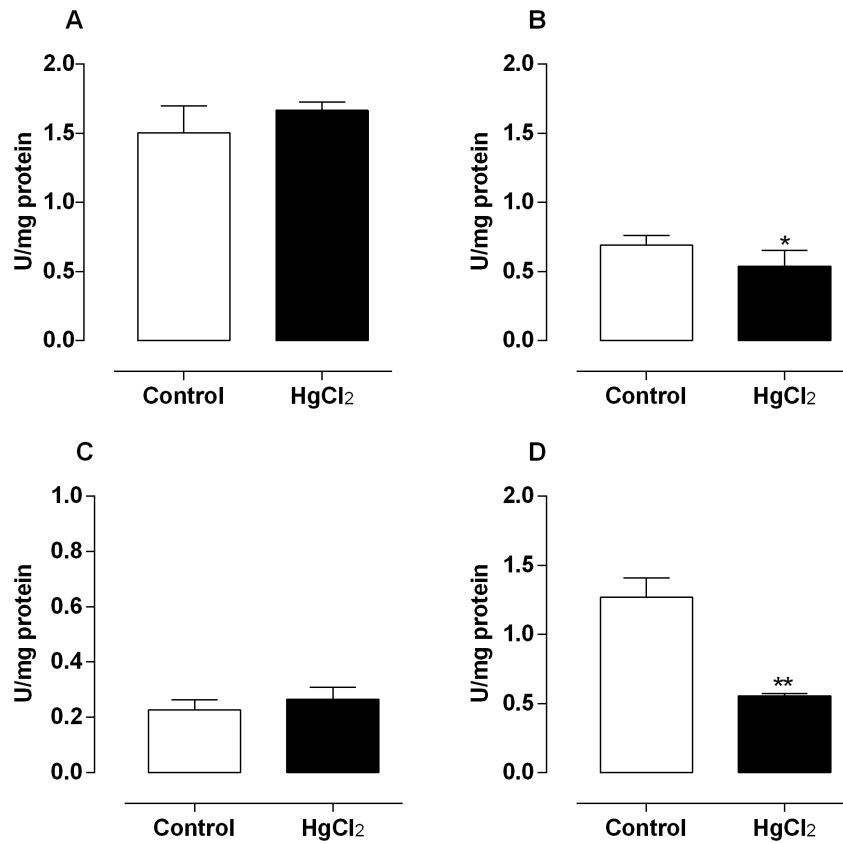 A
U/mg protein
2.0
1.5
1.0
0.5
0.0
Control
HgCl2
B
U/mg protein
2.0
1.5
1.0
0.5
0.0
*
Control
HgCl2
C
U/mg protein
1.0
0.8
0.6
0.4
0.2
0.0
Control
HgCl2
D
U/mg protein
2.0
1.5
1.0
0.5
0.0
**
Control
HgCl2